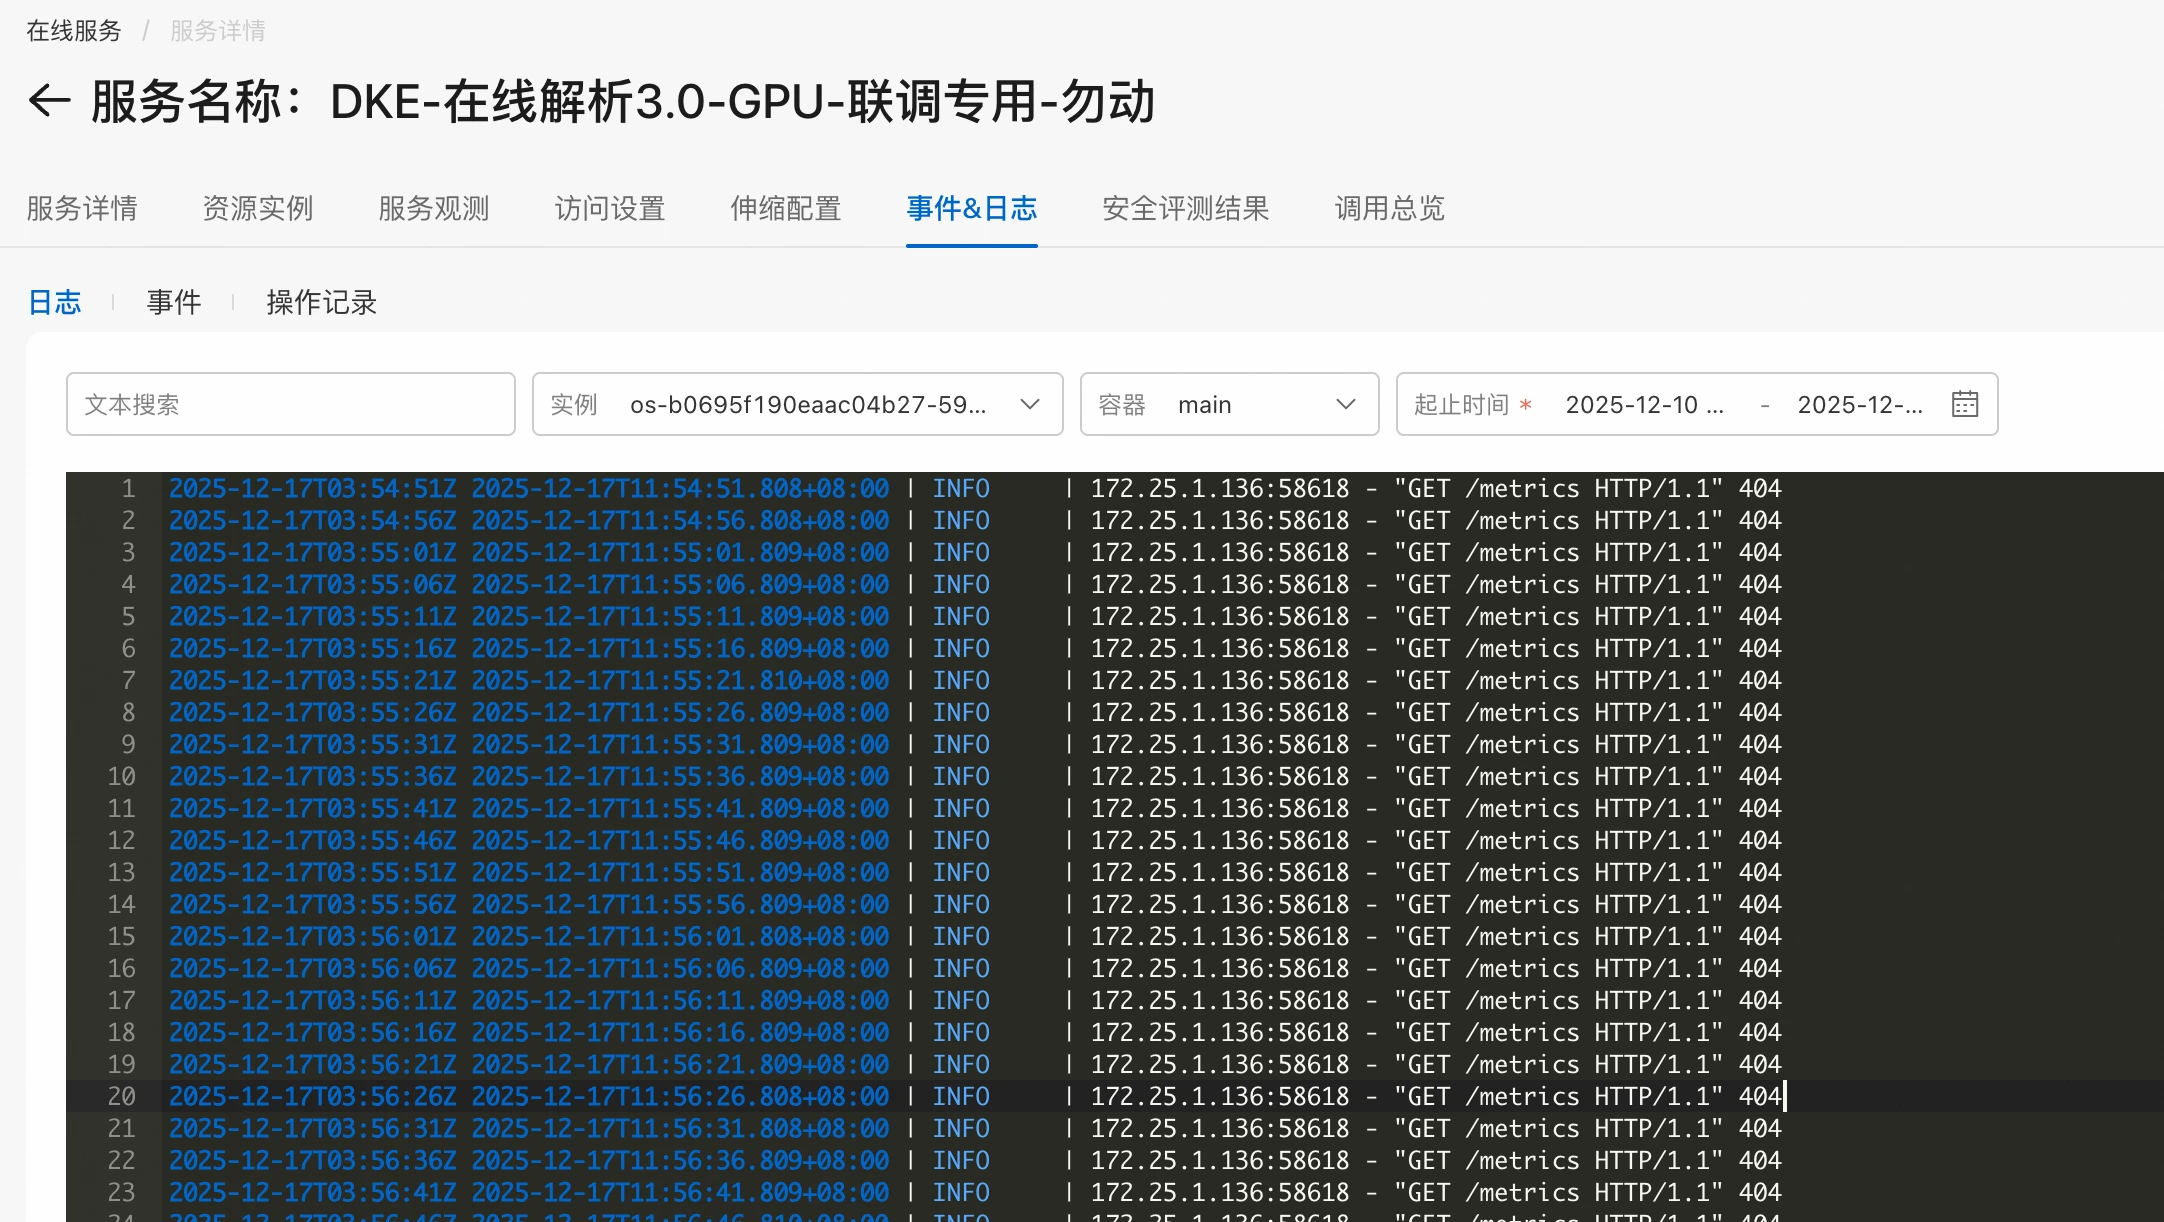 在线服务 / 服务详情
← 服务名称：DKE-在线解析3.0-GPU-联调专用-勿动
服务详情 资源实例 服务观测 访问设置 伸缩配置 事件&日志 安全评测结果 调用总览
日志 事件 操作记录
文本搜索 实例 os-b0695f190eaac04b27-59... 容器 main 起止时间 * 2025-12-10 ... - 2025-12-...
1 2025-12-17T03:54:51Z 2025-12-17T11:54:51.808+08:00 | INFO | 172.25.1.136:58618 - "GET /metrics HTTP/1.1" 404
2 2025-12-17T03:54:56Z 2025-12-17T11:54:56.808+08:00 | INFO | 172.25.1.136:58618 - "GET /metrics HTTP/1.1" 404
3 2025-12-17T03:55:01Z 2025-12-17T11:55:01.809+08:00 | INFO | 172.25.1.136:58618 - "GET /metrics HTTP/1.1" 404
4 2025-12-17T03:55:06Z 2025-12-17T11:55:06.809+08:00 | INFO | 172.25.1.136:58618 - "GET /metrics HTTP/1.1" 404
5 2025-12-17T03:55:11Z 2025-12-17T11:55:11.809+08:00 | INFO | 172.25.1.136:58618 - "GET /metrics HTTP/1.1" 404
6 2025-12-17T03:55:16Z 2025-12-17T11:55:16.809+08:00 | INFO | 172.25.1.136:58618 - "GET /metrics HTTP/1.1" 404
7 2025-12-17T03:55:21Z 2025-12-17T11:55:21.810+08:00 | INFO | 172.25.1.136:58618 - "GET /metrics HTTP/1.1" 404
8 2025-12-17T03:55:26Z 2025-12-17T11:55:26.809+08:00 | INFO | 172.25.1.136:58618 - "GET /metrics HTTP/1.1" 404
9 2025-12-17T03:55:31Z 2025-12-17T11:55:31.809+08:00 | INFO | 172.25.1.136:58618 - "GET /metrics HTTP/1.1" 404
10 2025-12-17T03:55:36Z 2025-12-17T11:55:36.809+08:00 | INFO | 172.25.1.136:58618 - "GET /metrics HTTP/1.1" 404
11 2025-12-17T03:55:41Z 2025-12-17T11:55:41.809+08:00 | INFO | 172.25.1.136:58618 - "GET /metrics HTTP/1.1" 404
12 2025-12-17T03:55:46Z 2025-12-17T11:55:46.809+08:00 | INFO | 172.25.1.136:58618 - "GET /metrics HTTP/1.1" 404
13 2025-12-17T03:55:51Z 2025-12-17T11:55:51.809+08:00 | INFO | 172.25.1.136:58618 - "GET /metrics HTTP/1.1" 404
14 2025-12-17T03:55:56Z 2025-12-17T11:55:56.809+08:00 | INFO | 172.25.1.136:58618 - "GET /metrics HTTP/1.1" 404
15 2025-12-17T03:56:01Z 2025-12-17T11:56:01.808+08:00 | INFO | 172.25.1.136:58618 - "GET /metrics HTTP/1.1" 404
16 2025-12-17T03:56:06Z 2025-12-17T11:56:06.809+08:00 | INFO | 172.25.1.136:58618 - "GET /metrics HTTP/1.1" 404
17 2025-12-17T03:56:11Z 2025-12-17T11:56:11.809+08:00 | INFO | 172.25.1.136:58618 - "GET /metrics HTTP/1.1" 404
18 2025-12-17T03:56:16Z 2025-12-17T11:56:16.809+08:00 | INFO | 172.25.1.136:58618 - "GET /metrics HTTP/1.1" 404
19 2025-12-17T03:56:21Z 2025-12-17T11:56:21.809+08:00 | INFO | 172.25.1.136:58618 - "GET /metrics HTTP/1.1" 404
20 2025-12-17T03:56:26Z 2025-12-17T11:56:26.808+08:00 | INFO | 172.25.1.136:58618 - "GET /metrics HTTP/1.1" 404
21 2025-12-17T03:56:31Z 2025-12-17T11:56:31.808+08:00 | INFO | 172.25.1.136:58618 - "GET /metrics HTTP/1.1" 404
22 2025-12-17T03:56:36Z 2025-12-17T11:56:36.809+08:00 | INFO | 172.25.1.136:58618 - "GET /metrics HTTP/1.1" 404
23 2025-12-17T03:56:41Z 2025-12-17T11:56:41.809+08:00 | INFO | 172.25.1.136:58618 - "GET /metrics HTTP/1.1" 404